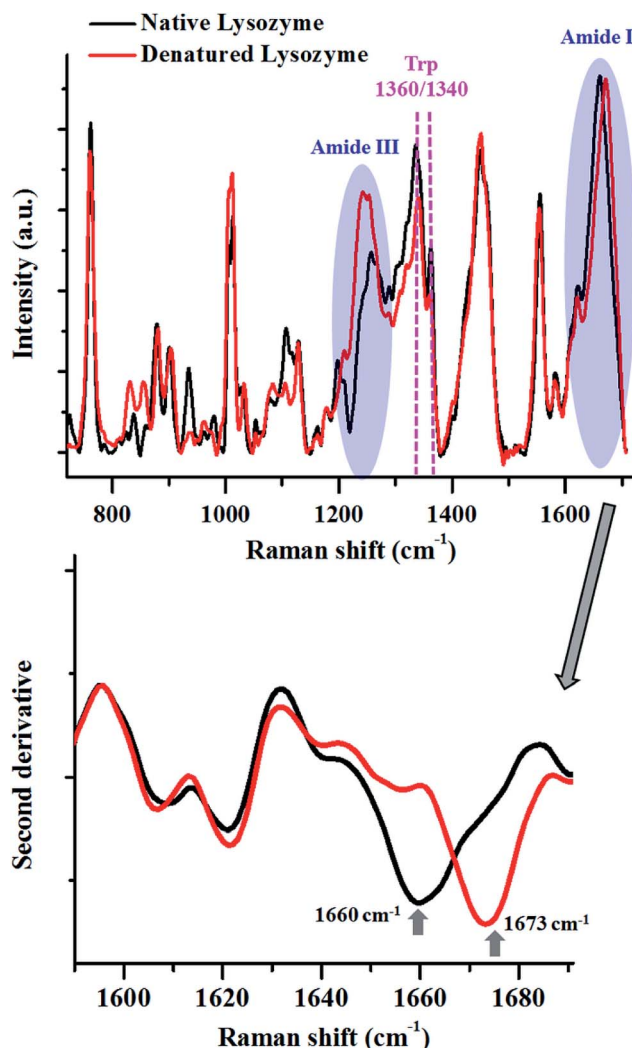 Native Lysozyme
Denatured Lysozyme
Amide I
Trp
1360/1340
Amide III
Intensity (a.u.)
800 1000 1200 1400 1600
Raman shift (cm⁻¹)
Second derivative
1660 cm⁻¹
1673 cm⁻¹
1600 1620 1640 1660 1680
Raman shift (cm⁻¹)